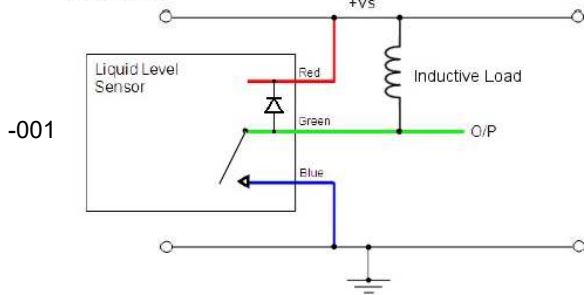 +Vs
Liquid Level
Sensor
Red
Inductive Load
-001
Green
O/P
Blue